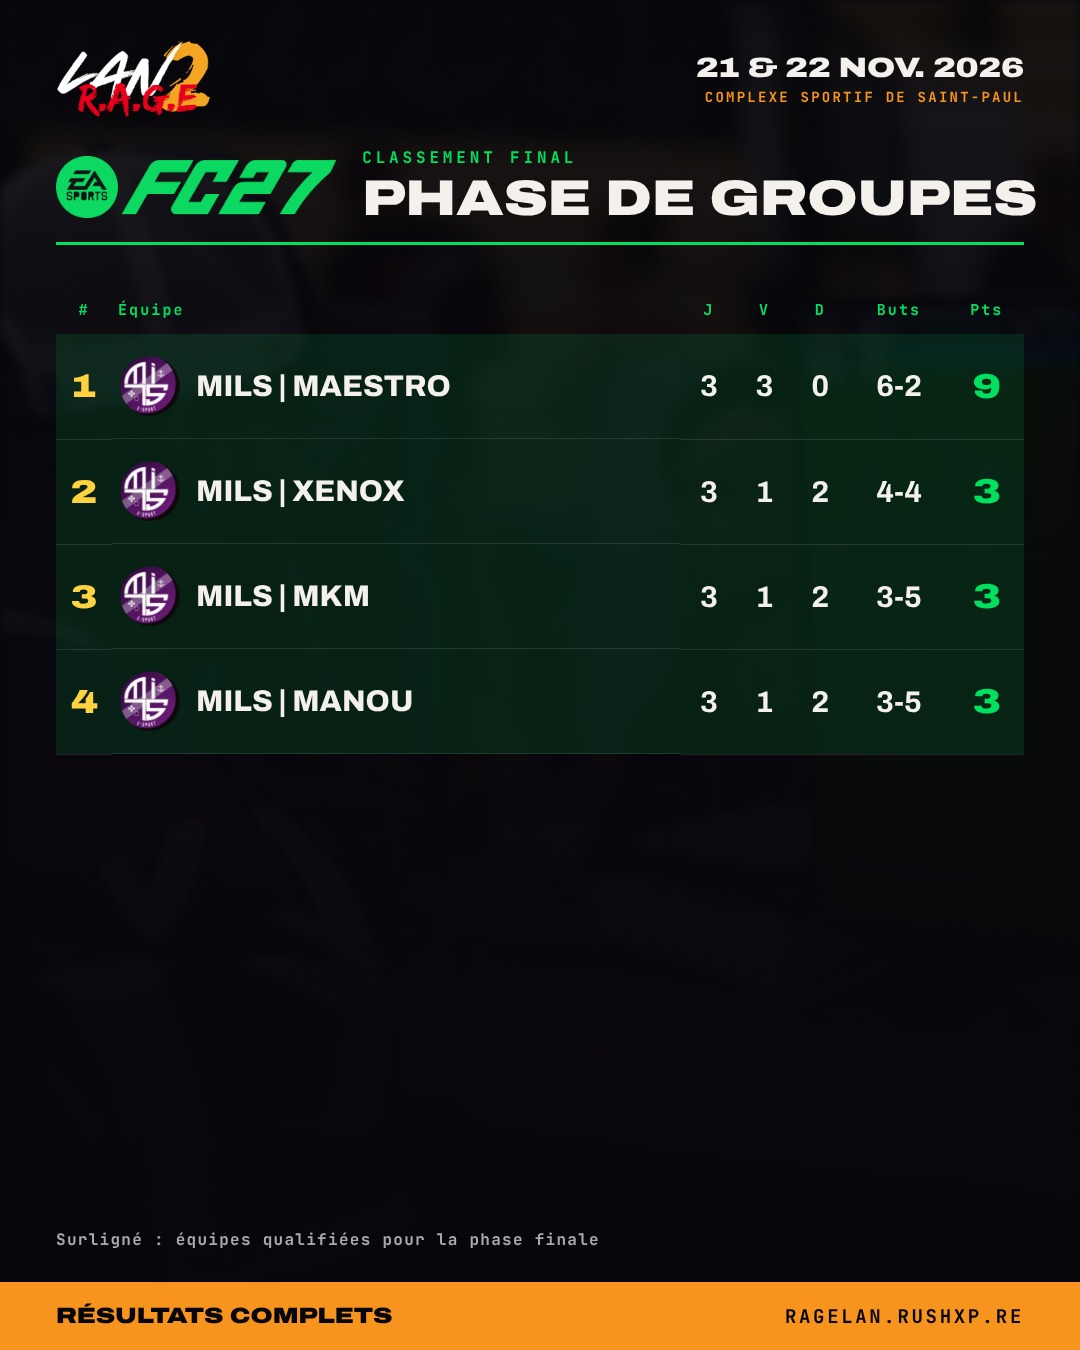 LAN 2
R.A.G.E
21 & 22 NOV. 2026
COMPLEXE SPORTIF DE SAINT-PAUL
EA SPORTS FC27
CLASSEMENT FINAL
PHASE DE GROUPES
# Équipe J V D Buts Pts
1 MILS | MAESTRO 3 3 0 6-2 9
2 MILS | XENOX 3 1 2 4-4 3
3 MILS | MKM 3 1 2 3-5 3
4 MILS | MANOU 3 1 2 3-5 3
Surligné : équipes qualifiées pour la phase finale
RÉSULTATS COMPLETS
RAGELAN.RUSHXP.RE